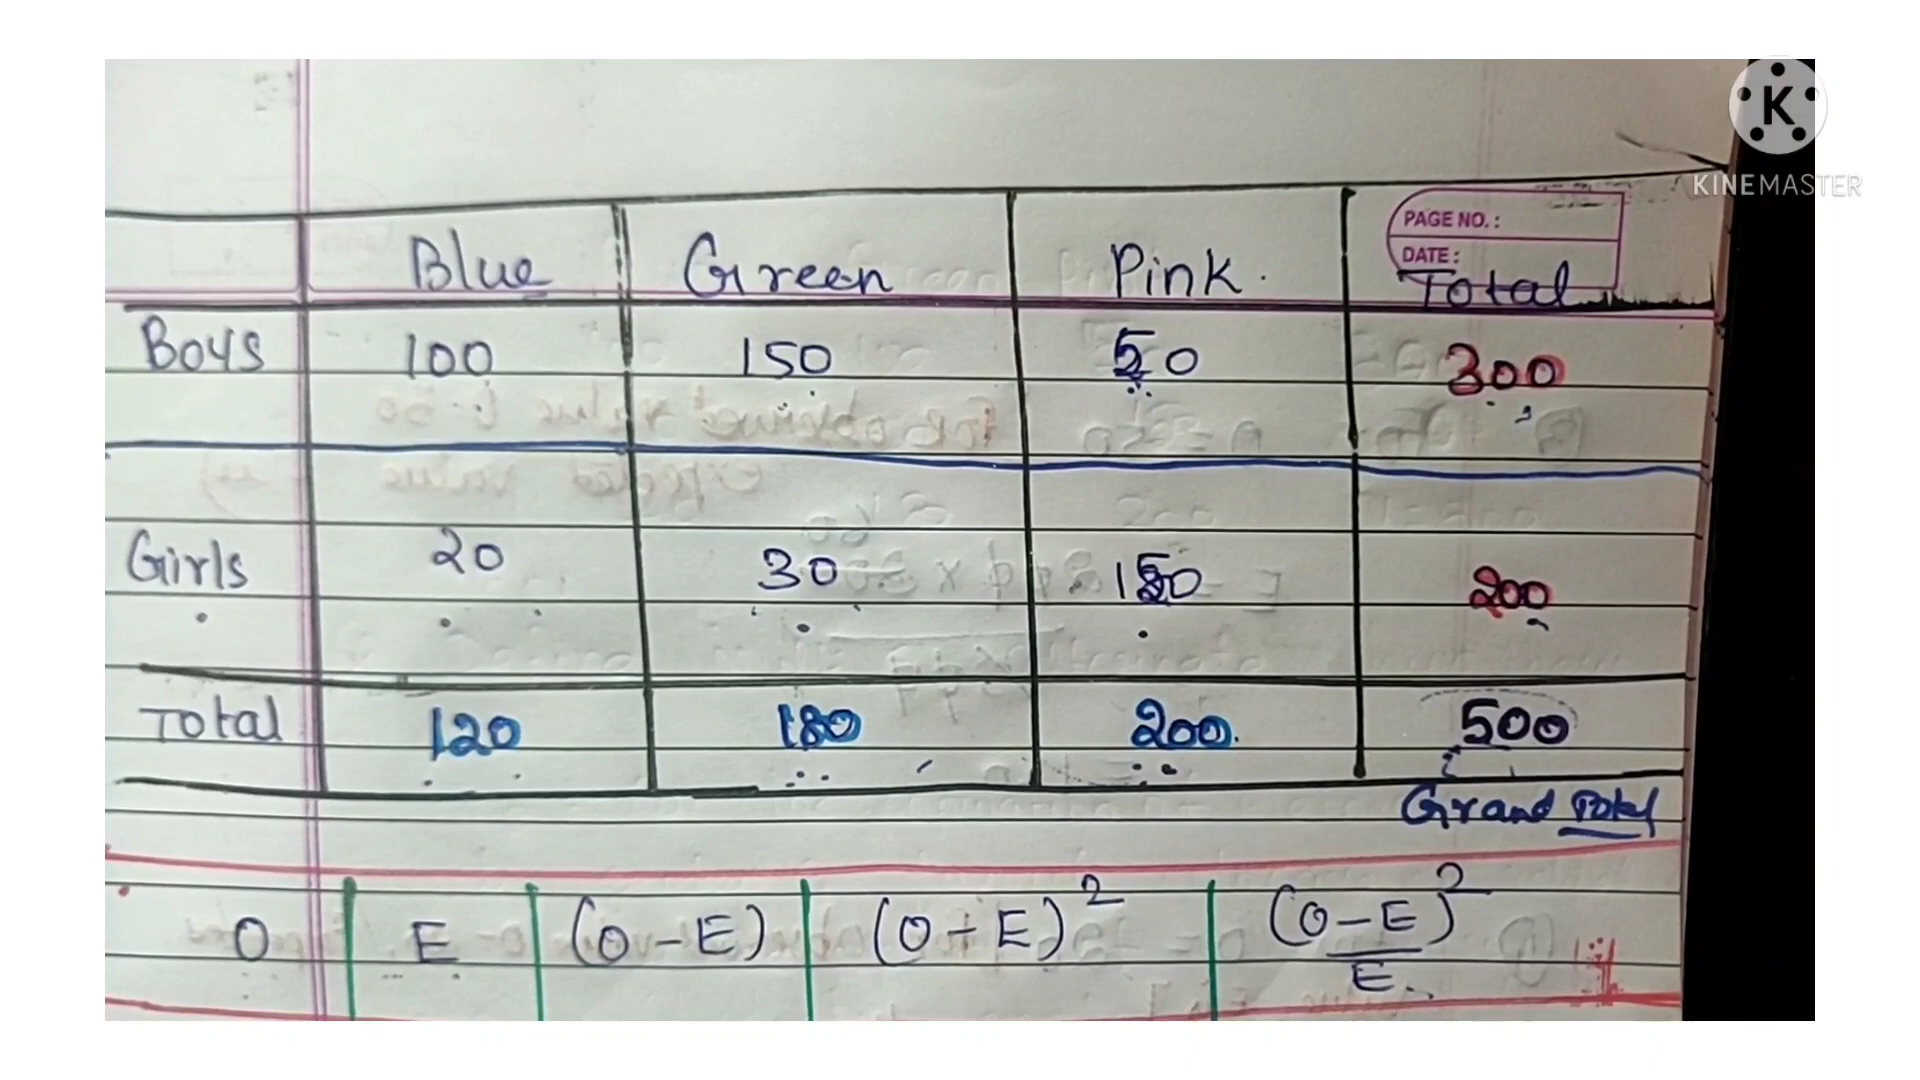 KINEMASTER
PAGE NO.:
DATE:
Blue Green Pink. Total
Boys 100 150 50 300
Girls 20 30 150 200
Total 120 180 200. 500
Grand Total
O E (O-E) (O-E)² (O-E)²/E